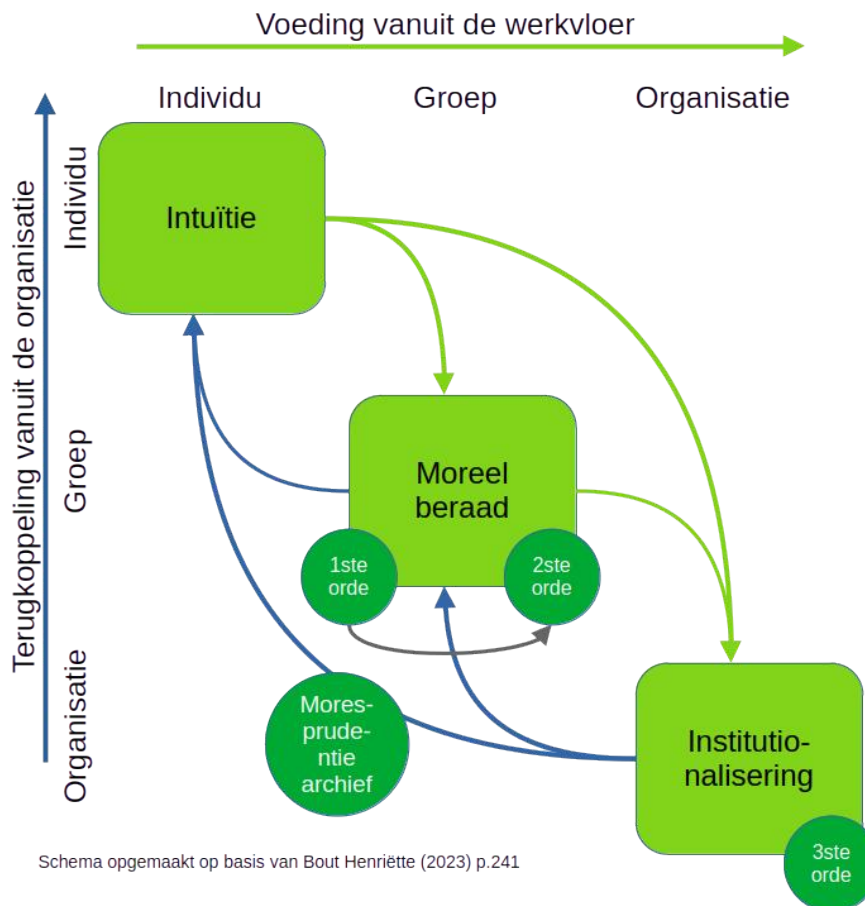 Voeding vanuit de werkvloer
Individu
Groep
Organisatie
Terugkoppeling vanuit de organisatie
Individu
Groep
Organisatie
Intuïtie
Moreel
beraad
1ste
orde
2ste
orde
Mores-
prude-
ntie
archief
Institutio-
nalisering
3ste
orde
Schema opgemaakt op basis van Bout Henriëtte (2023) p.241